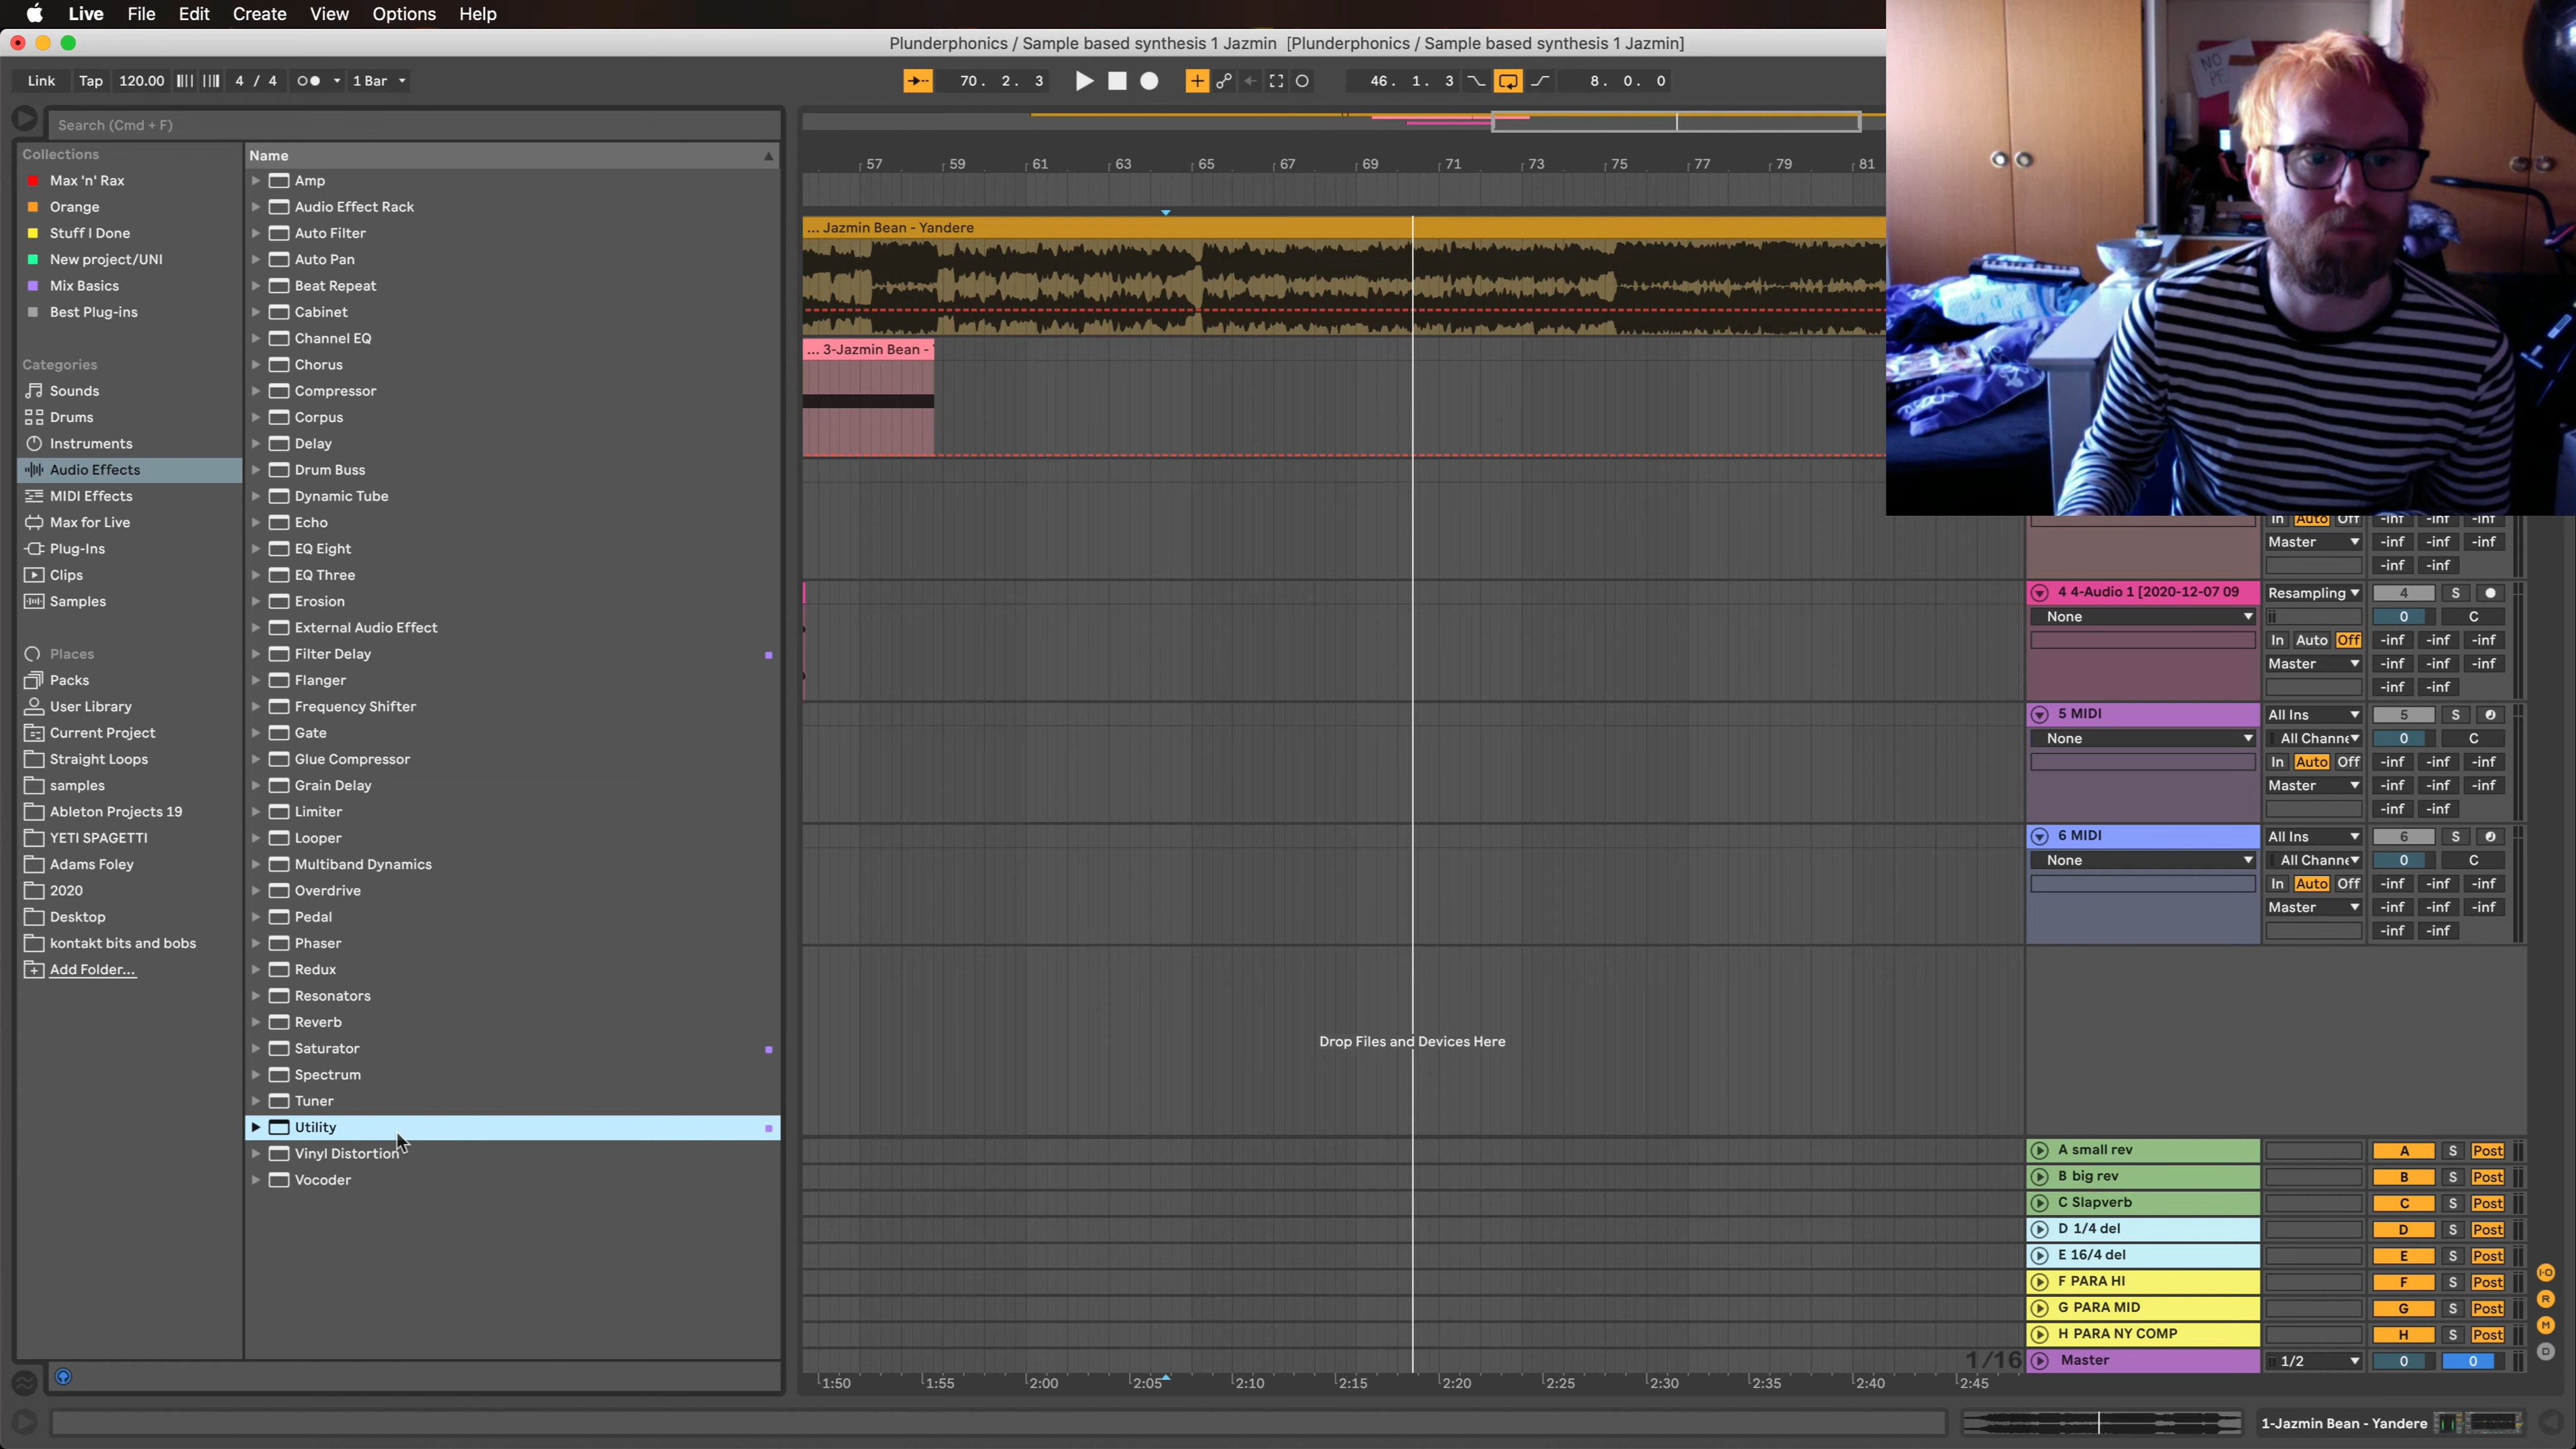 Live File Edit Create View Options Help
Plunderphonics / Sample based synthesis 1 Jazmin [Plunderphonics / Sample based synthesis 1 Jazmin]
Link Tap 120.00 4 / 4 1 Bar 70. 2. 3 46. 1. 3 8. 0. 0
Search (Cmd + F)
Collections
Max 'n' Rax
Orange
Stuff I Done
New project/UNI
Mix Basics
Best Plug-ins
Categories
Sounds
Drums
Instruments
Audio Effects
MIDI Effects
Max for Live
Plug-Ins
Clips
Samples
Places
Packs
User Library
Current Project
Straight Loops
samples
Ableton Projects 19
YETI SPAGETTI
Adams Foley
2020
Desktop
kontakt bits and bobs
Add Folder...
Name
Amp
Audio Effect Rack
Auto Filter
Auto Pan
Beat Repeat
Cabinet
Channel EQ
Chorus
Compressor
Corpus
Delay
Drum Buss
Dynamic Tube
Echo
EQ Eight
EQ Three
Erosion
External Audio Effect
Filter Delay
Flanger
Frequency Shifter
Gate
Glue Compressor
Grain Delay
Limiter
Looper
Multiband Dynamics
Overdrive
Pedal
Phaser
Redux
Resonators
Reverb
Saturator
Spectrum
Tuner
Utility
Vinyl Distortion
Vocoder
57 59 61 63 65 67 69 71 73 75 77 79 81
... Jazmin Bean - Yandere
... 3-Jazmin Bean -
Drop Files and Devices Here
1/16
1:50 1:55 2:00 2:05 2:10 2:15 2:20 2:25 2:30 2:35 2:40 2:45
In Auto Off -inf -inf -inf
Master -inf -inf -inf
-inf -inf
4 4-Audio 1 [2020-12-07 09 Resampling 4 S
None 0 C
In Auto Off -inf -inf -inf
Master -inf -inf -inf
-inf -inf
5 MIDI All Ins 5 S
None All Channe 0 C
In Auto Off -inf -inf -inf
Master -inf -inf -inf
-inf -inf
6 MIDI All Ins 6 S
None All Channe 0 C
In Auto Off -inf -inf -inf
Master -inf -inf -inf
-inf -inf
A small rev A S Post
B big rev B S Post
C Slapverb C S Post
D 1/4 del D S Post
E 16/4 del E S Post
F PARA HI F S Post
G PARA MID G S Post
H PARA NY COMP H S Post
Master 1/2 0 0
I·O
R
M
D
1-Jazmin Bean - Yandere